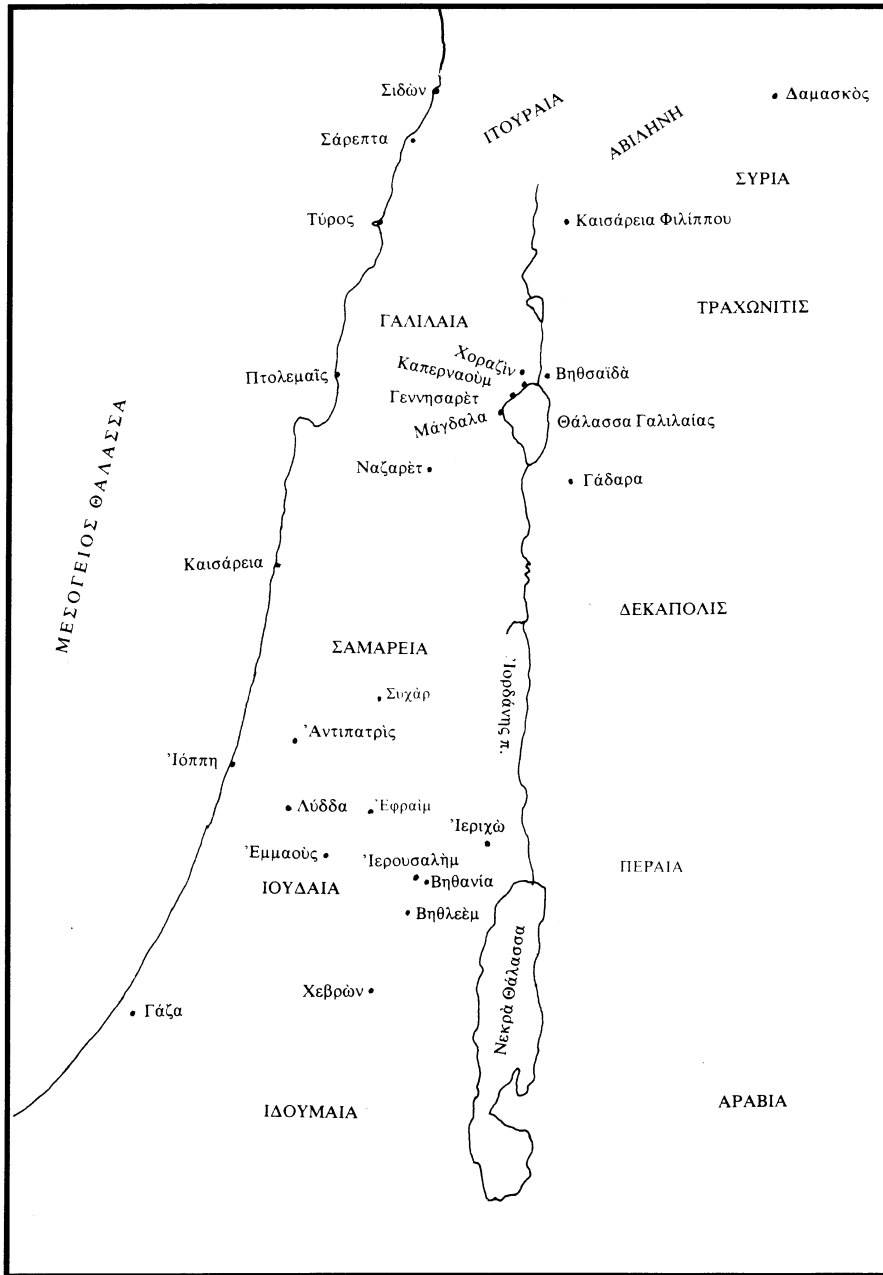 Σιδὼν
Δαμασκὸς
ΙΤΟΥΡΑΙΑ
ΑΒΙΛΗΝΗ
Σάρεπτα
ΣΥΡΙΑ
Τύρος
Καισάρεια Φιλίππου
ΤΡΑΧΩΝΙΤΙΣ
ΓΑΛΙΛΑΙΑ
Χοραζὶν
Καπερναοὺμ
Πτολεμαῒς
Βηθσαϊδὰ
Γεννησαρὲτ
Μάγδαλα
Θάλασσα Γαλιλαίας
ΜΕΣΟΓΕΙΟΣ ΘΑΛΑΣΣΑ
Ναζαρὲτ
Γάδαρα
Καισάρεια
ΔΕΚΑΠΟΛΙΣ
ΣΑΜΑΡΕΙΑ
Συχὰρ
Ἰορδάνης π.
Ἀντιπατρὶς
Ἰόππη
Λύδδα
Ἐφραῒμ
Ἰεριχὼ
Ἐμμαοὺς
Ἰερουσαλὴμ
ΠΕΡΑΙΑ
ΙΟΥΔΑΙΑ
Βηθανία
Βηθλεὲμ
Νεκρὰ Θάλασσα
Χεβρὼν
Γάζα
ΙΔΟΥΜΑΙΑ
ΑΡΑΒΙΑ